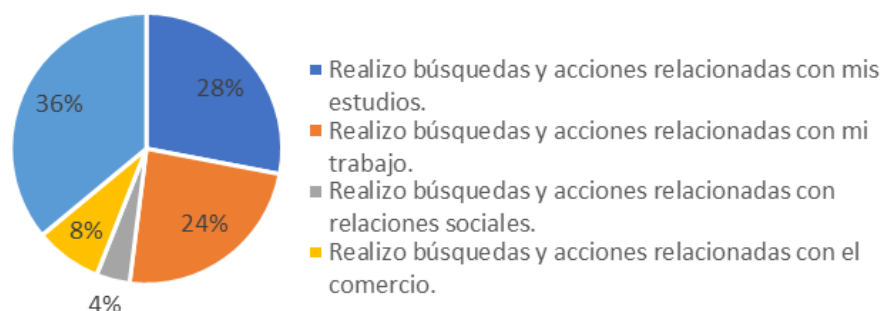 36%
28%
24%
8%
4%
Realizo búsquedas y acciones relacionadas con mis
estudios.
Realizo búsquedas y acciones relacionadas con mi
trabajo.
Realizo búsquedas y acciones relacionadas con
relaciones sociales.
Realizo búsquedas y acciones relacionadas con el
comercio.